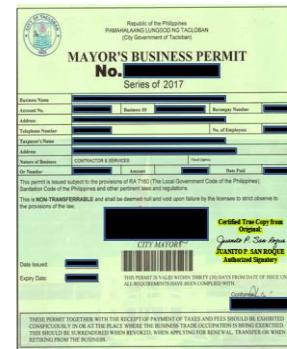 CITY OF TACLOBAN
Republic of the Philippines
PAMAHALAANG LUNGSOD NG TACLOBAN
(City Government of Tacloban)
MAYOR'S BUSINESS PERMIT
No.
Series of 2017
Business Name
Account No. Business ID Barangay Number
Address
Telephone Number No. of Employees
Taxpayer's Name
Address
Nature of Business CONTRACTOR & SERVICES
Or Number Amount Date Paid
This permit is issued subject to the provisions of RA 7160 (The Local Government Code of the Philippines),
Sanitation Code of the Philippines and other pertinent laws and regulations.
This is NON-TRANSFERRABLE and shall be deemed null and void upon failure by the licensee to strict observe to
the provisions of the law.
Certified True Copy from
Original:
Juanito P. San Roque
JUANITO P. SAN ROQUE
Authorized Signatory
CITY MAYOR
Date Issued:
Expiry Date:
THIS PERMIT IS VALID WITHIN THIRTY (30) DAYS FROM DATE OF ISSUE UN
ALL REQUIREMENTS HAVE BEEN COMPLIED WITH.
THESE PERMIT TOGETHER WITH THE RECEIPT OF PAYMENT OF TAXES AND FEES SHOULD BE EXHIBITED
CONSPICUOUSLY IN OR AT THE PLACE WHERE THE BUSINESS TRADE OCCUPATION IS BEING EXERCISED.
THIS SHOULD BE SURRENDERED WHEN REVOKED, WHEN APPLYING FOR RENEWAL, TRANSFER OR WHEN
RETIRING FROM THE BUSINESS.